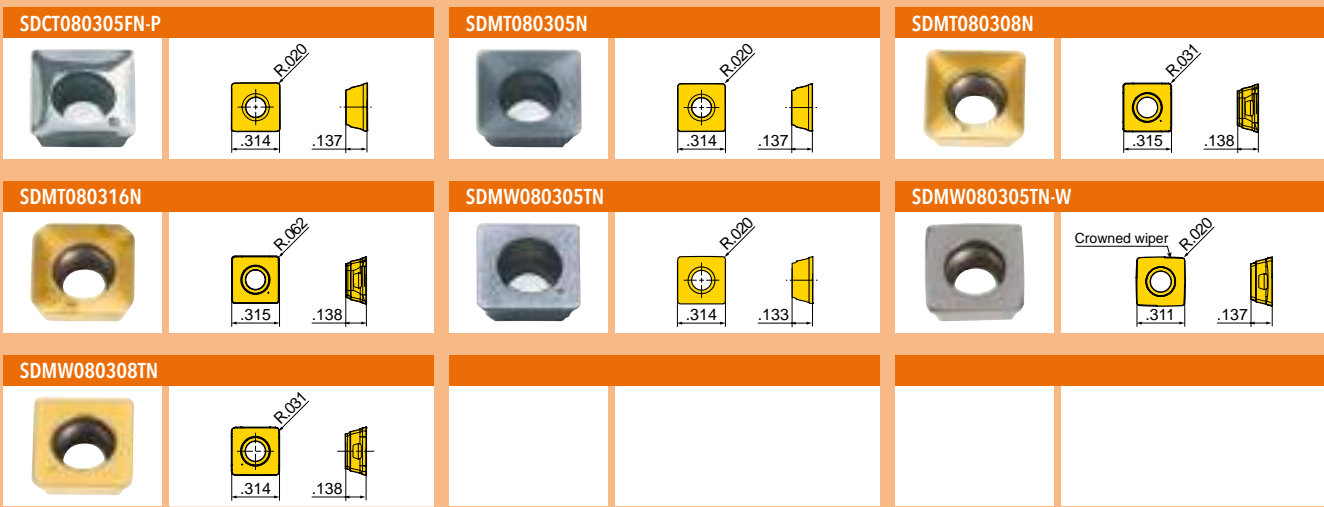 SDCT080305FN-P
R.020
.314
.137
SDMT080305N
R.020
.314
.137
SDMT080308N
R.031
.315
.138
SDMT080316N
R.062
.315
.138
SDMW080305TN
R.020
.314
.133
SDMW080305TN-W
Crowned wiper
R.020
.311
.137
SDMW080308TN
R.031
.314
.138